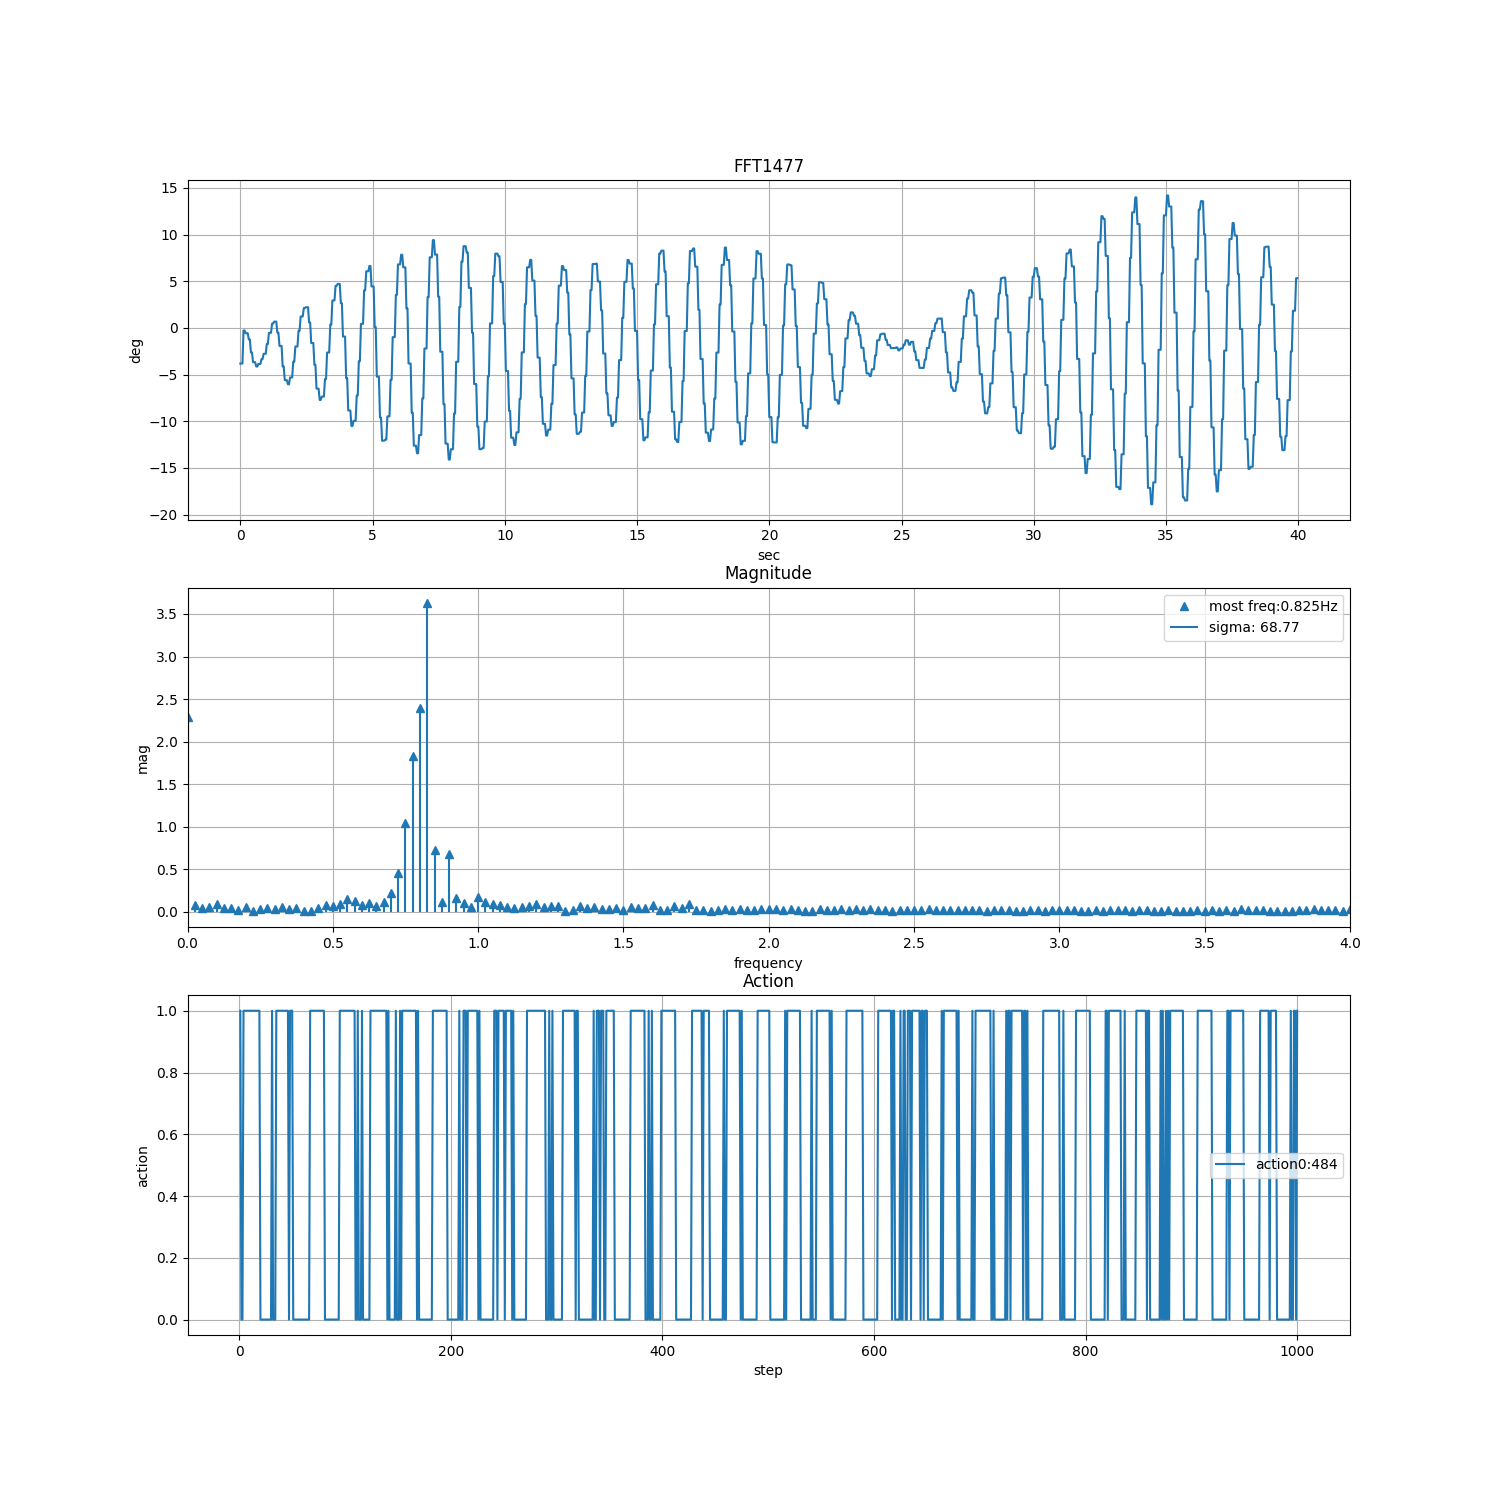 FFT1477
15
10
5
0
−5
−10
−15
−20
deg
0 5 10 15 20 25 30 35 40
sec
Magnitude
most freq:0.825Hz
sigma: 68.77
3.5
3.0
2.5
2.0
1.5
1.0
0.5
0.0
mag
0.0 0.5 1.0 1.5 2.0 2.5 3.0 3.5 4.0
frequency
Action
1.0
0.8
0.6
0.4
0.2
0.0
action
action0:484
0 200 400 600 800 1000
step